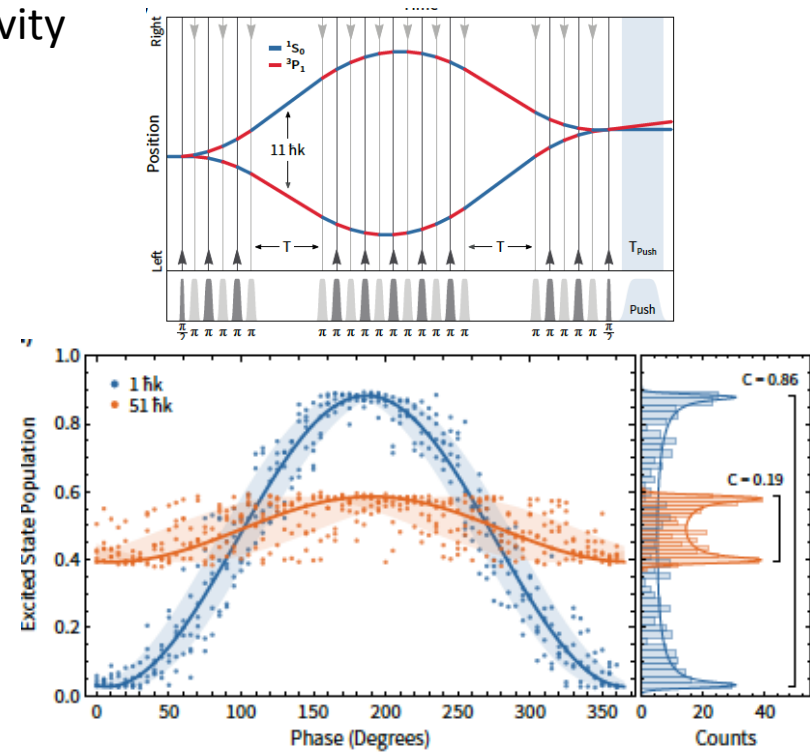 vity
Right
¹S₀
³P₁
Position
11 ħk
Left
T
T
T_Push
Push
π/2 π π π π π
π π π π π π π π π π π
π π π π π π/2
1.0
0.8
0.6
0.4
0.2
0.0
Excited State Population
1 ħk
51 ħk
0 50 100 150 200 250 300 350
Phase (Degrees)
C = 0.86
C = 0.19
0 20 40
Counts